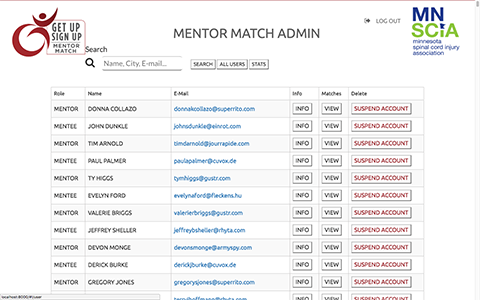 GET UP
SIGN UP
MENTOR
MATCH
MENTOR MATCH ADMIN
LOG OUT
MN
SCIA
minnesota
spinal cord injury
association
Search
Name, City, E-mail...
SEARCH ALL USERS STATS
Role Name E-Mail Info Matches Delete
MENTOR DONNA COLLAZO donnakcollazo@superrito.com INFO VIEW SUSPEND ACCOUNT
MENTEE JOHN DUNKLE johnsdunkle@einrot.com INFO VIEW SUSPEND ACCOUNT
MENTOR TIM ARNOLD timdarnold@jourrapide.com INFO VIEW SUSPEND ACCOUNT
MENTEE PAUL PALMER paulapalmer@cuvox.de INFO VIEW SUSPEND ACCOUNT
MENTOR TY HIGGS tymhiggs@gustr.com INFO VIEW SUSPEND ACCOUNT
MENTEE EVELYN FORD evelynaford@fleckens.hu INFO VIEW SUSPEND ACCOUNT
MENTOR VALERIE BRIGGS valerierbriggs@gustr.com INFO VIEW SUSPEND ACCOUNT
MENTEE JEFFREY SHELLER jeffreybsheller@rhyta.com INFO VIEW SUSPEND ACCOUNT
MENTOR DEVON MONGE devonsmonge@armyspy.com INFO VIEW SUSPEND ACCOUNT
MENTEE DERICK BURKE derickjburke@cuvox.de INFO VIEW SUSPEND ACCOUNT
MENTOR GREGORY JONES gregorysjones@superrito.com INFO VIEW SUSPEND ACCOUNT